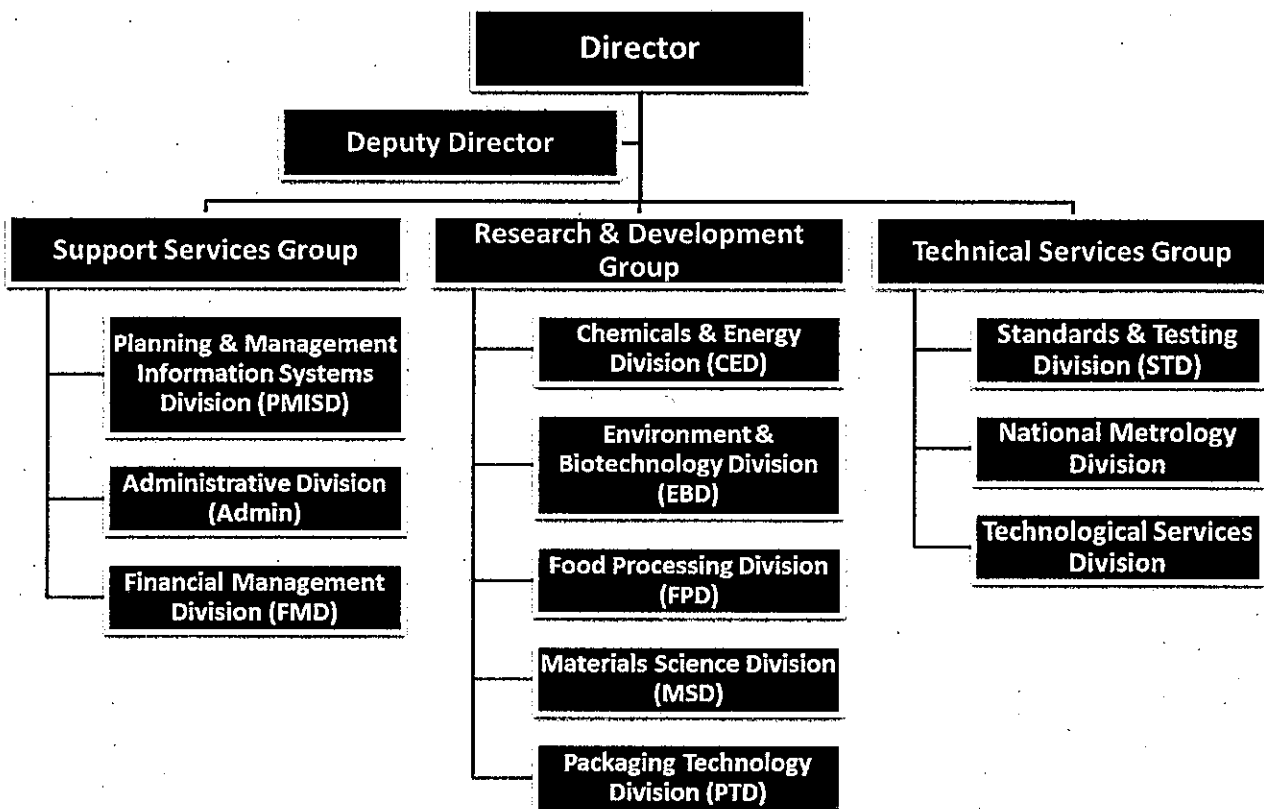 Director
Deputy Director
Support Services Group
Planning & Management
Information Systems
Division (PMISD)
Administrative Division
(Admin)
Financial Management
Division (FMD)
Research & Development
Group
Chemicals & Energy
Division (CED)
Environment &
Biotechnology Division
(EBD)
Food Processing Division
(FPD)
Materials Science Division
(MSD)
Packaging Technology
Division (PTD)
Technical Services Group
Standards & Testing
Division (STD)
National Metrology
Division
Technological Services
Division